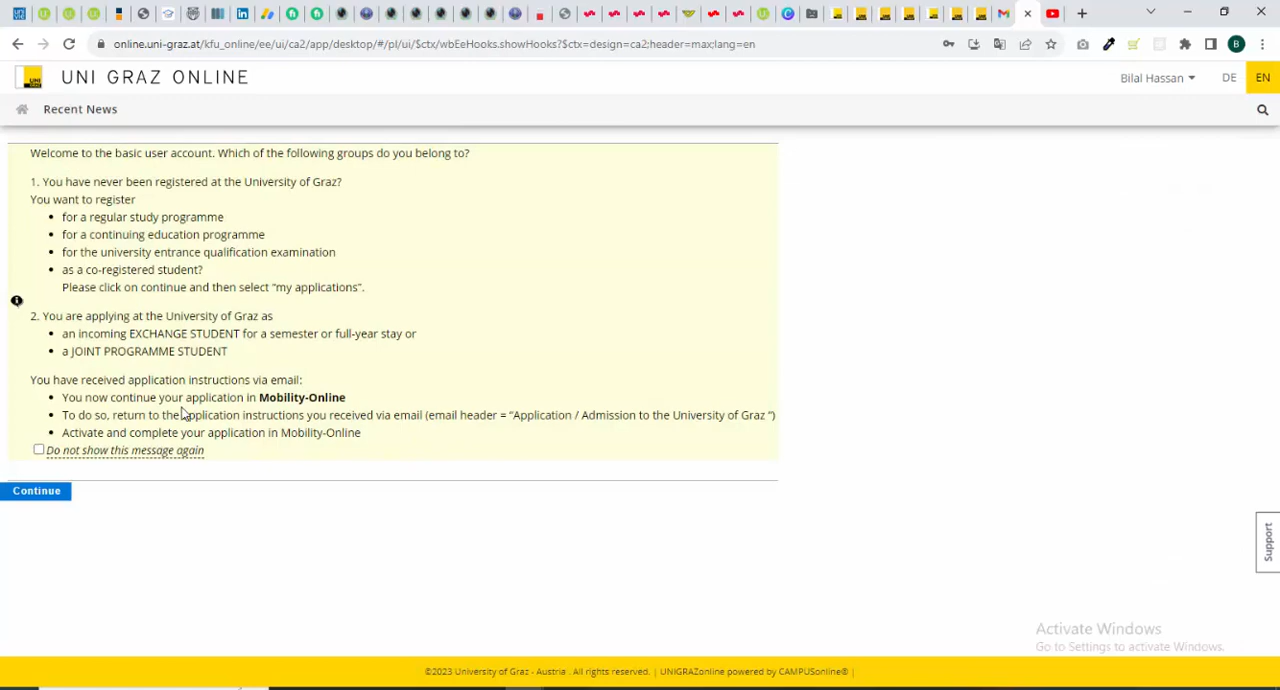 online.uni-graz.at/kfu_online/ee/ui/ca2/app/desktop/#/pl/ui/$ctx/wbEeHooks.showHooks?$ctx=design=ca2;header=max;lang=en
B
UNI GRAZ ONLINE
Bilal Hassan
DE
EN
Recent News
Welcome to the basic user account. Which of the following groups do you belong to?
1. You have never been registered at the University of Graz?
You want to register
• for a regular study programme
• for a continuing education programme
• for the university entrance qualification examination
• as a co-registered student?
Please click on continue and then select “my applications”.
2. You are applying at the University of Graz as
• an incoming EXCHANGE STUDENT for a semester or full-year stay or
• a JOINT PROGRAMME STUDENT
You have received application instructions via email:
• You now continue your application in Mobility-Online
• To do so, return to the application instructions you received via email (email header = “Application / Admission to the University of Graz ”)
• Activate and complete your application in Mobility-Online
Do not show this message again
Continue
Support
Activate Windows
Go to Settings to activate Windows.
©2023 University of Graz - Austria . All rights reserved. | UNIGRAZonline powered by CAMPUSonline® |